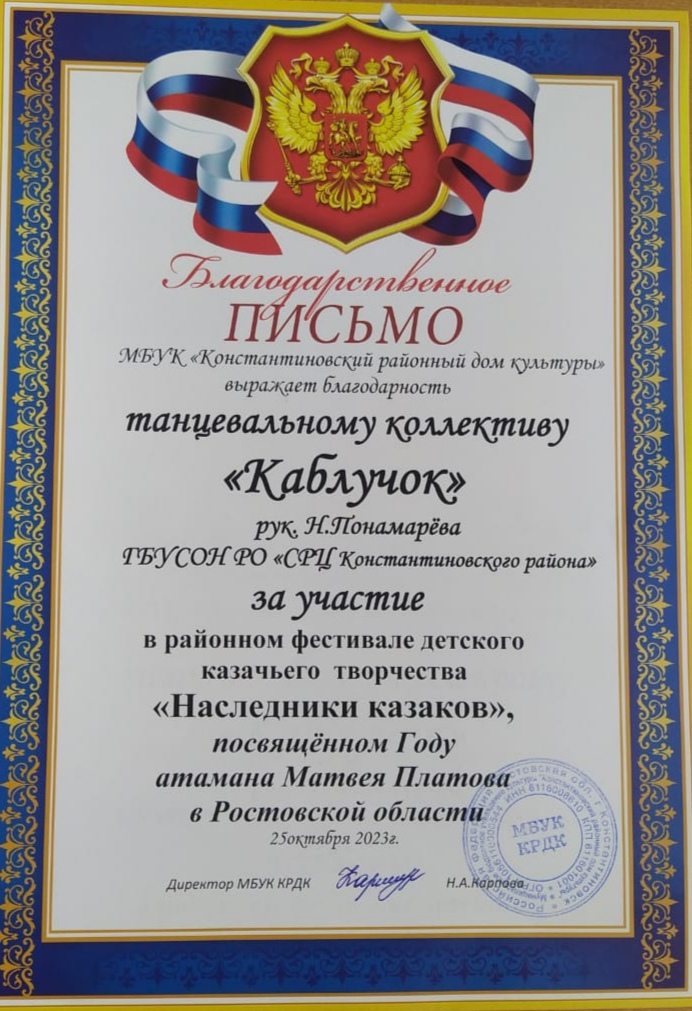 Благодарственное
ПИСЬМО
МБУК «Константиновский районный дом культуры»
выражает благодарность
танцевальному коллективу
«Каблучок»
рук. Н.Понамарёва
ГБУСОН РО «СРЦ Константиновского района»
за участие
в районном фестивале детского
казачьего творчества
«Наследники казаков»,
посвящённом Году
атамана Матвея Платова
в Ростовской области
25октября 2023г.
Директор МБУК КРДК
Н.А.Карпова
МБУК
КРДК